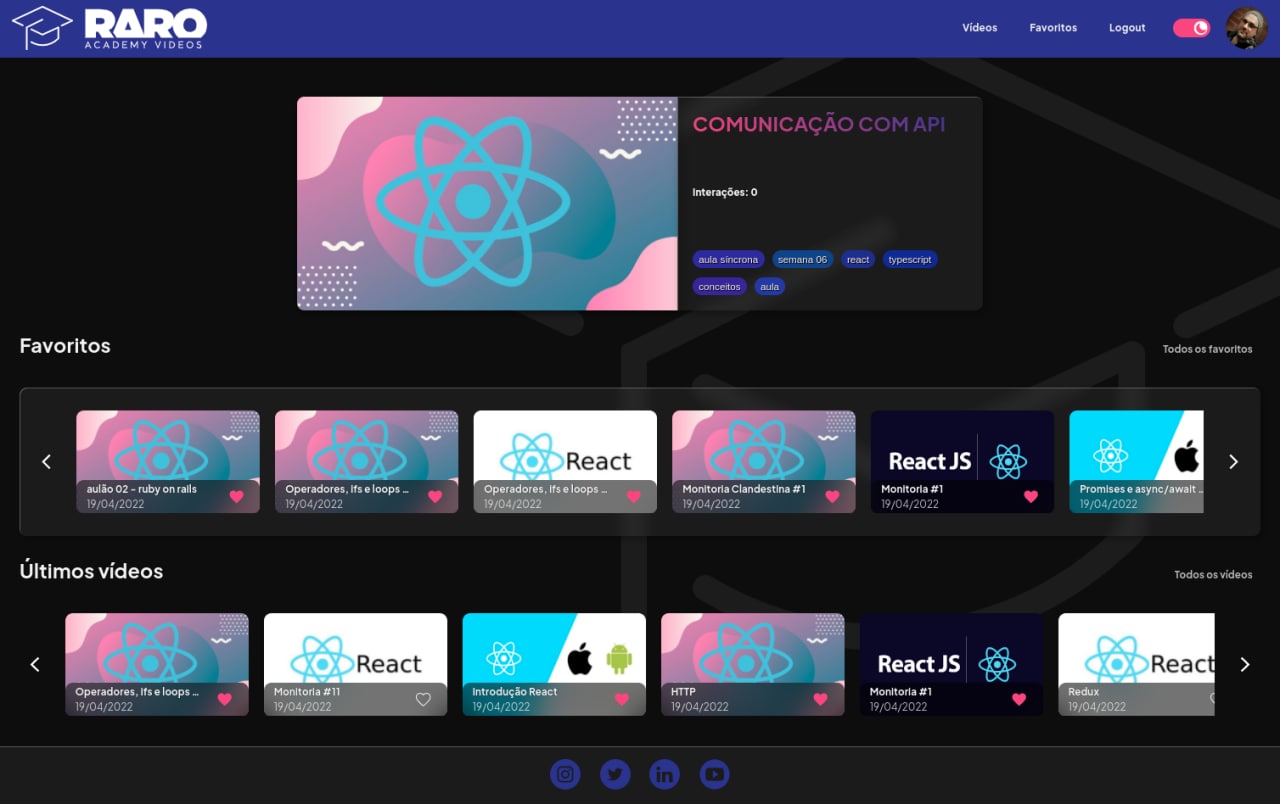 RARO
ACADEMY VIDEOS
Vídeos
Favoritos
Logout
COMUNICAÇÃO COM API
Interações: 0
aula síncrona
semana 06
react
typescript
conceitos
aula
Favoritos
Todos os favoritos
aulão 02 - ruby on rails
19/04/2022
Operadores, ifs e loops ...
19/04/2022
React
Operadores, ifs e loops ...
19/04/2022
Monitoria Clandestina #1
19/04/2022
React JS
Monitoria #1
19/04/2022
Promises e async/await ...
19/04/2022
Últimos vídeos
Todos os vídeos
Operadores, ifs e loops ...
19/04/2022
React
Monitoria #11
19/04/2022
Introdução React
19/04/2022
HTTP
19/04/2022
React JS
Monitoria #1
19/04/2022
React
Redux
19/04/2022
in